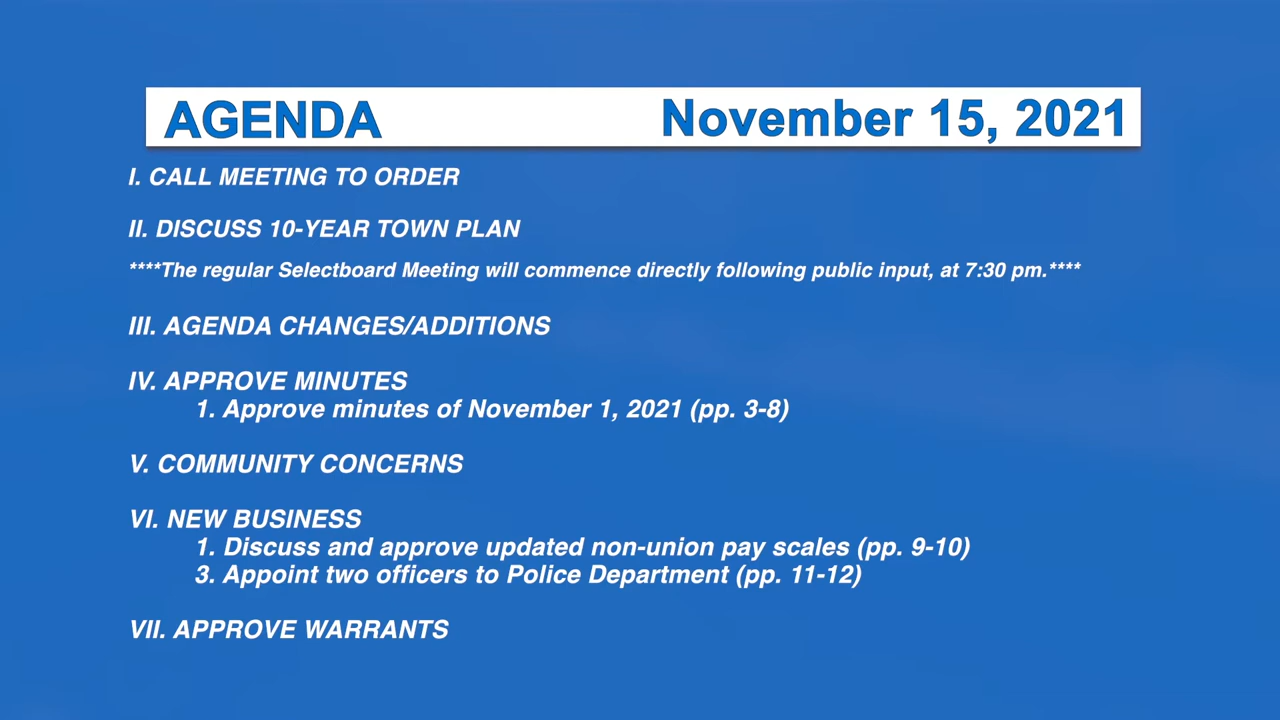 AGENDA November 15, 2021
I. CALL MEETING TO ORDER
II. DISCUSS 10-YEAR TOWN PLAN
****The regular Selectboard Meeting will commence directly following public input, at 7:30 pm.****
III. AGENDA CHANGES/ADDITIONS
IV. APPROVE MINUTES
1. Approve minutes of November 1, 2021 (pp. 3-8)
V. COMMUNITY CONCERNS
VI. NEW BUSINESS
1. Discuss and approve updated non-union pay scales (pp. 9-10)
3. Appoint two officers to Police Department (pp. 11-12)
VII. APPROVE WARRANTS